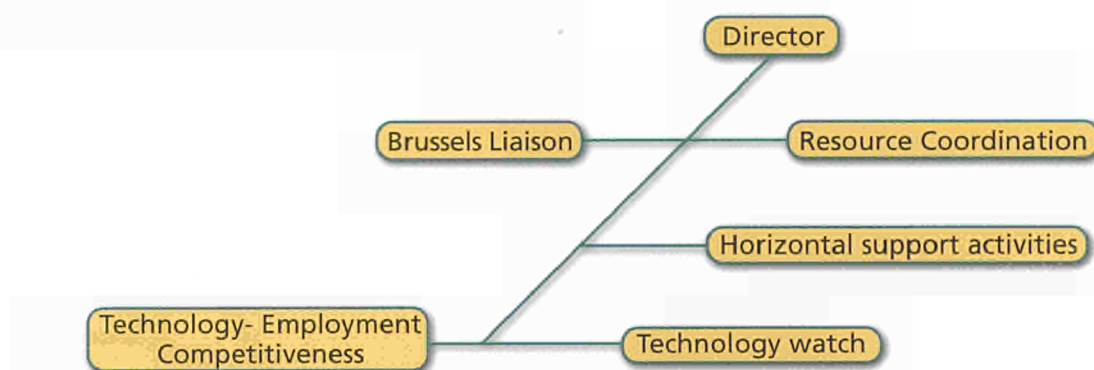 Director
Brussels Liaison
Resource Coordination
Horizontal support activities
Technology- Employment
Competitiveness
Technology watch